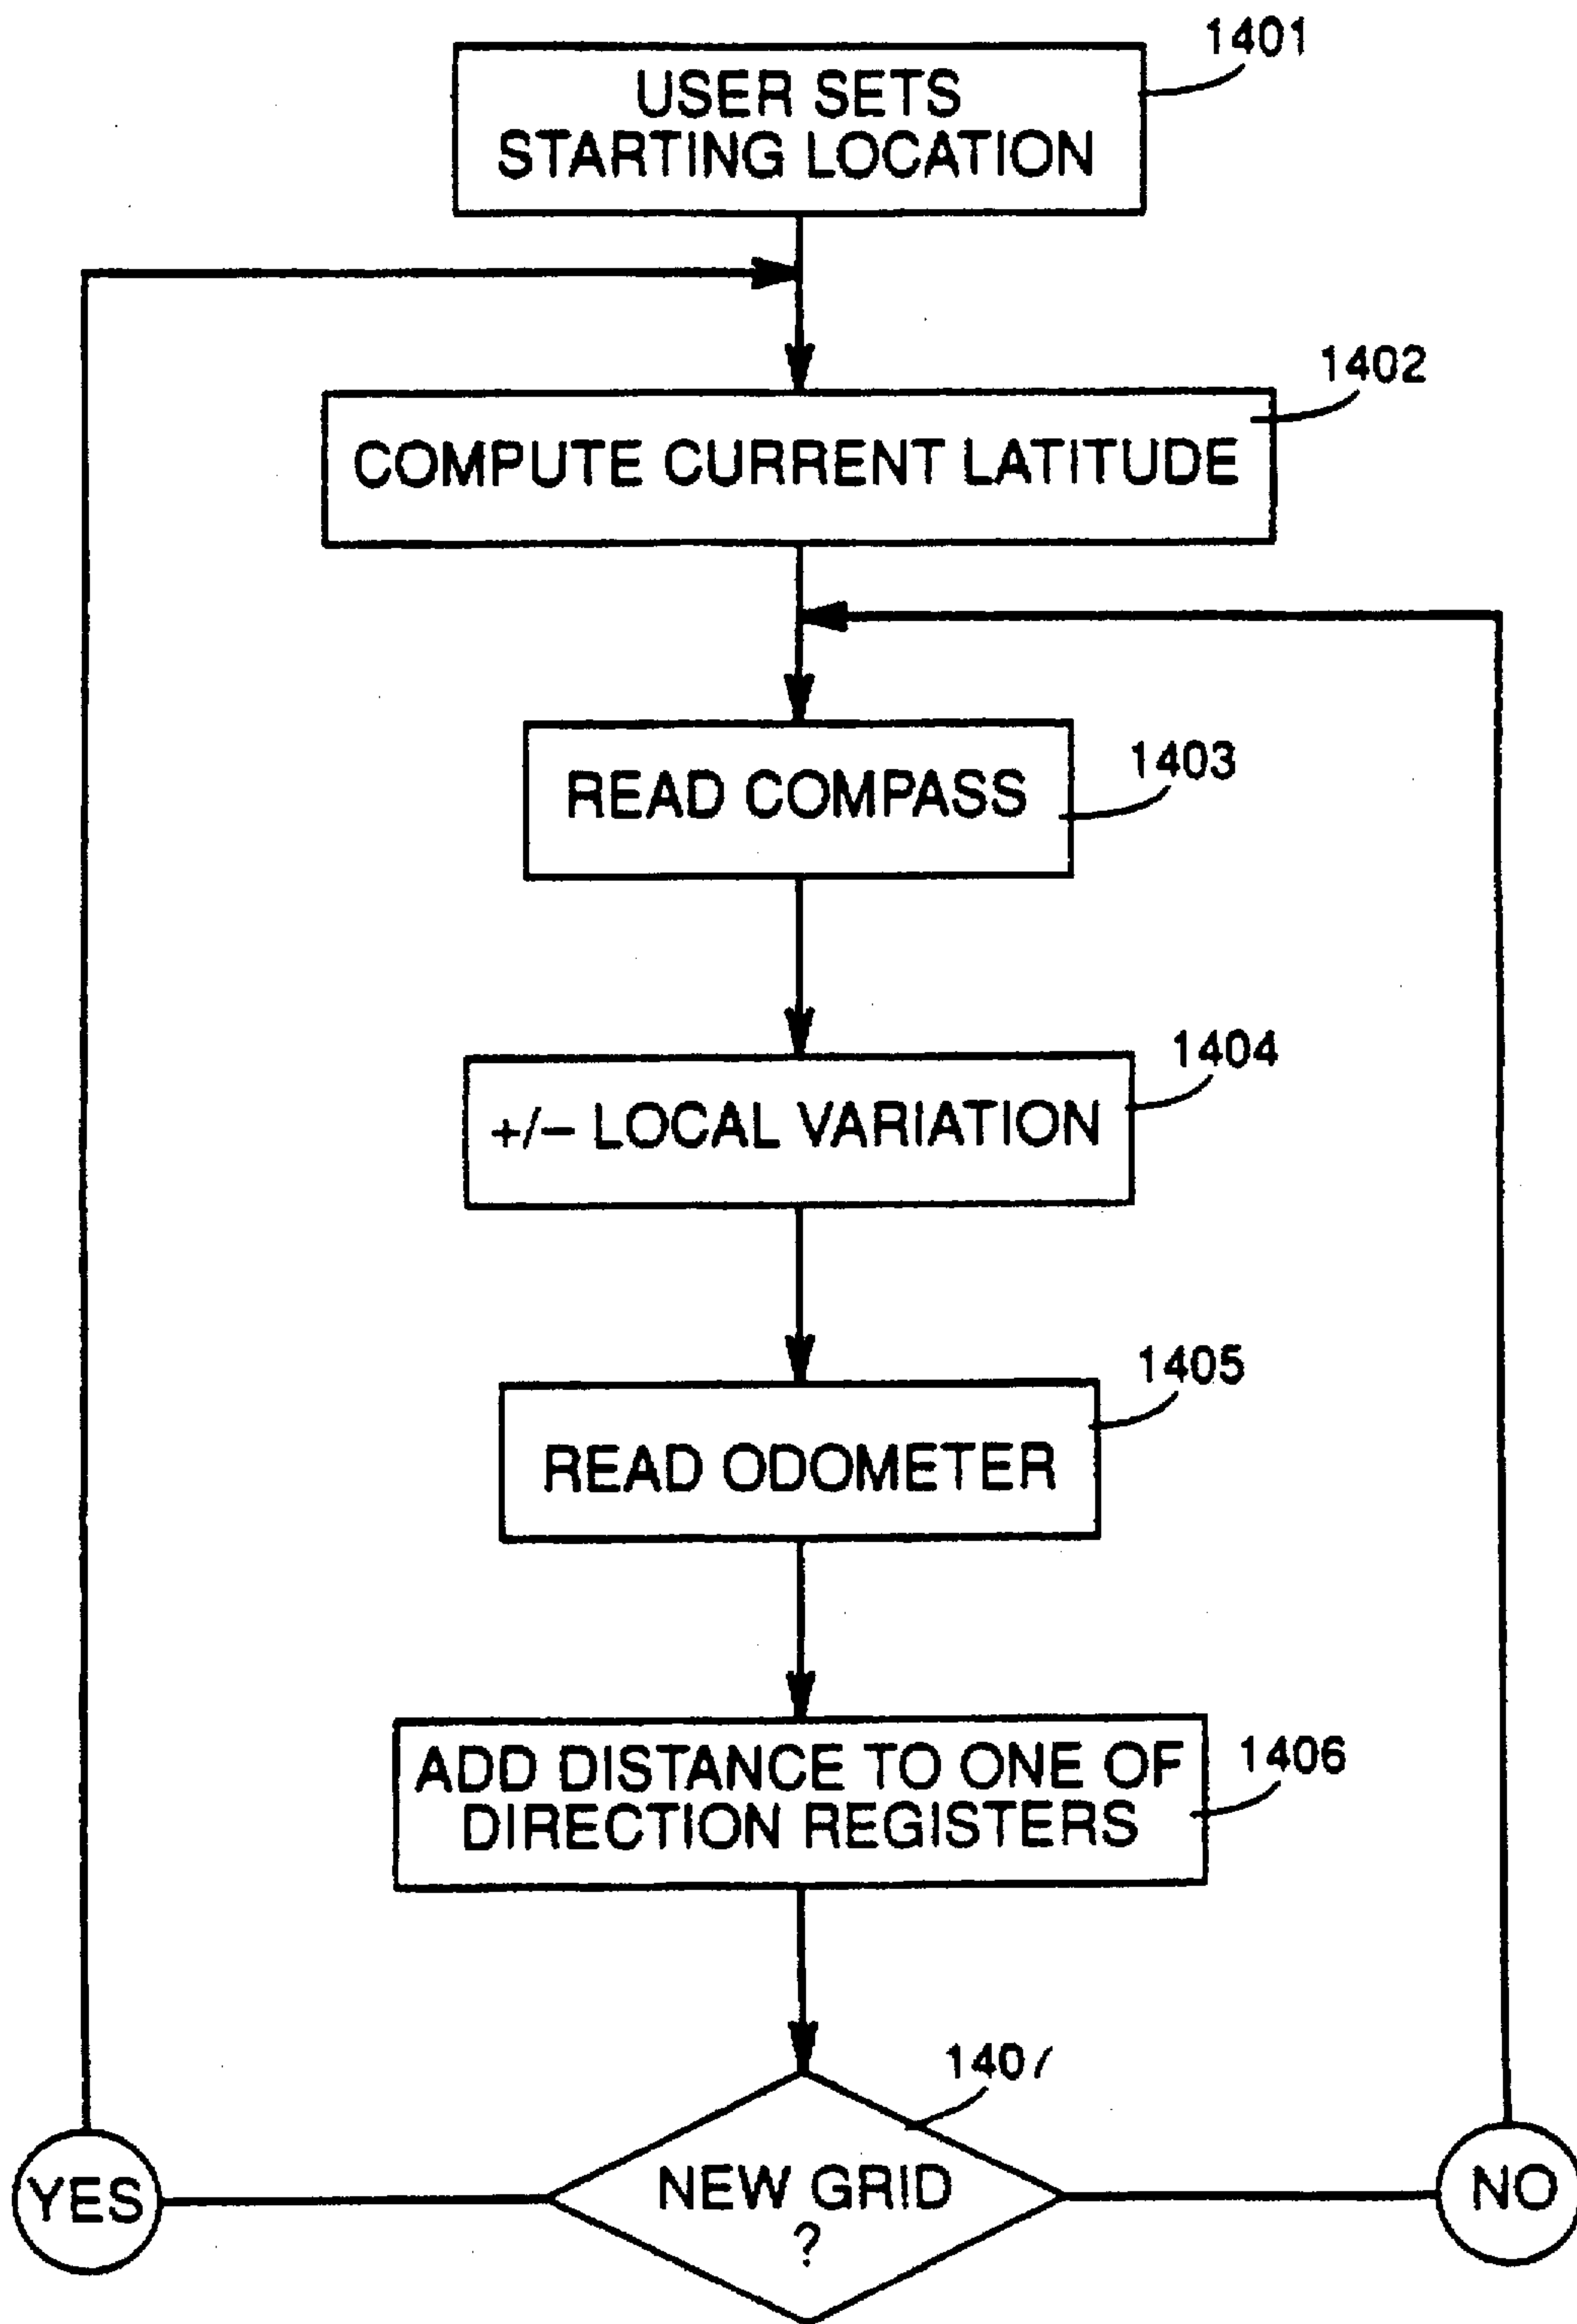 1401
USER SETS
STARTING LOCATION
1402
COMPUTE CURRENT LATITUDE
1403
READ COMPASS
1404
+/– LOCAL VARIATION
1405
READ ODOMETER
1406
ADD DISTANCE TO ONE OF
DIRECTION REGISTERS
1407
NEW GRID
?
YES
NO